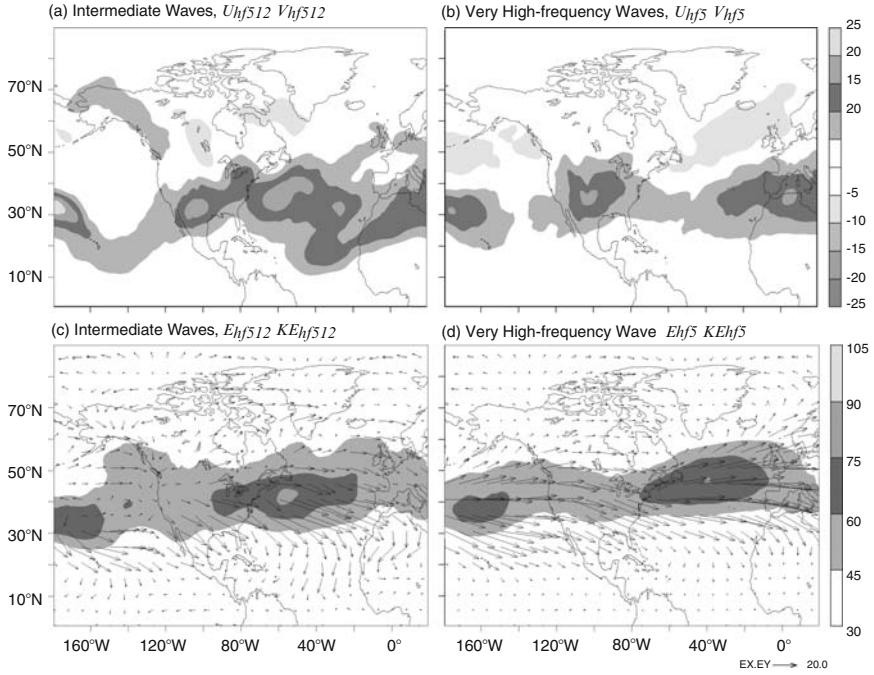 (a) Intermediate Waves, Uhf512 Vhf512
(b) Very High-frequency Waves, Uhf5 Vhf5
70°N
50°N
30°N
10°N
25
20
15
20
-5
-10
-15
-20
-25
(c) Intermediate Waves, Ehf512 KEhf512
(d) Very High-frequency Wave Ehf5 KEhf5
70°N
50°N
30°N
10°N
105
90
75
60
45
30
160°W 120°W 80°W 40°W 0°
160°W 120°W 80°W 40°W 0°
EX.EY 20.0